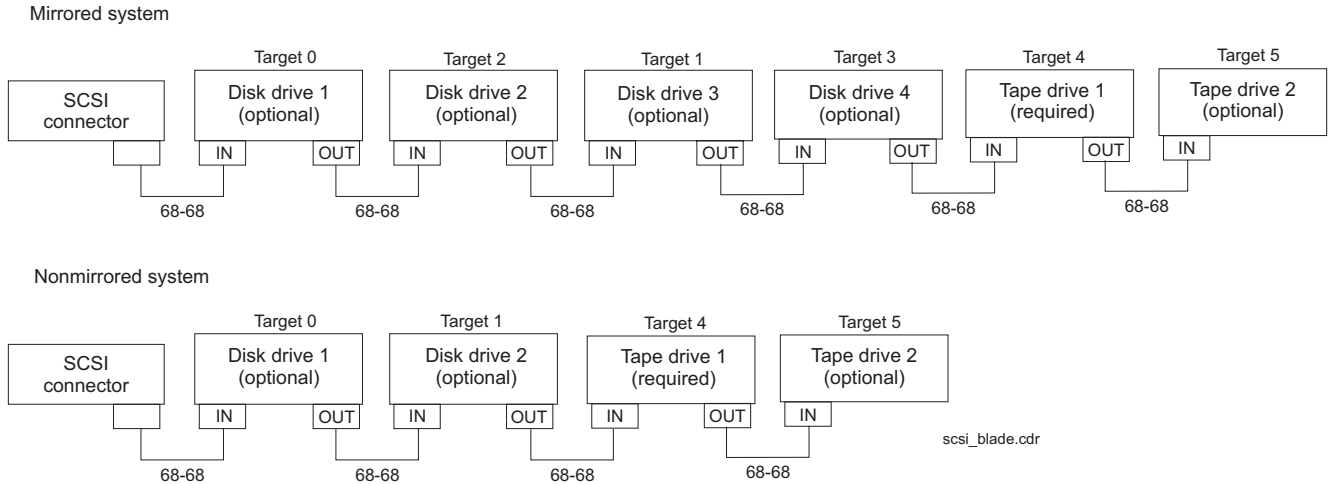 Mirrored system
Target 0
Target 2
Target 1
Target 3
Target 4
Target 5
SCSI
connector
Disk drive 1
(optional)
Disk drive 2
(optional)
Disk drive 3
(optional)
Disk drive 4
(optional)
Tape drive 1
(required)
Tape drive 2
(optional)
IN
OUT
IN
OUT
IN
OUT
IN
OUT
IN
OUT
IN
68-68
68-68
68-68
68-68
68-68
68-68
Nonmirrored system
Target 0
Target 1
Target 4
Target 5
SCSI
connector
Disk drive 1
(optional)
Disk drive 2
(optional)
Tape drive 1
(required)
Tape drive 2
(optional)
IN
OUT
IN
OUT
IN
OUT
IN
scsi_blade.cdr
68-68
68-68
68-68
68-68